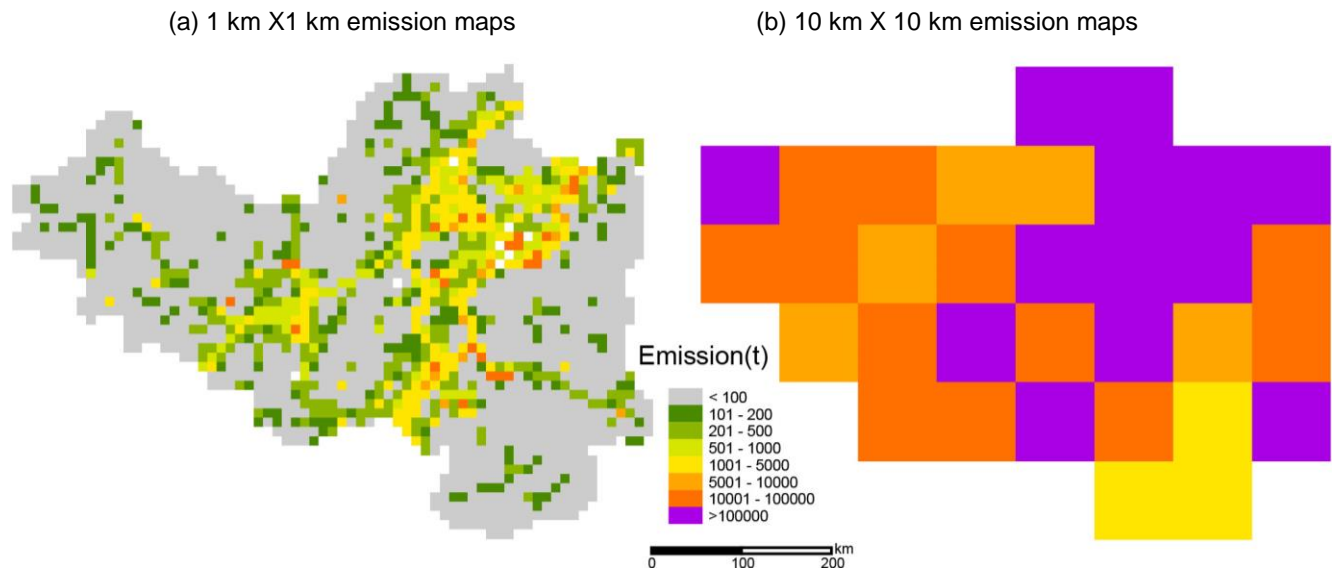 (a) 1 km X1 km emission maps
(b) 10 km X 10 km emission maps
Emission(t)
< 100
101 - 200
201 - 500
501 - 1000
1001 - 5000
5001 - 10000
10001 - 100000
>100000
km
0 100 200